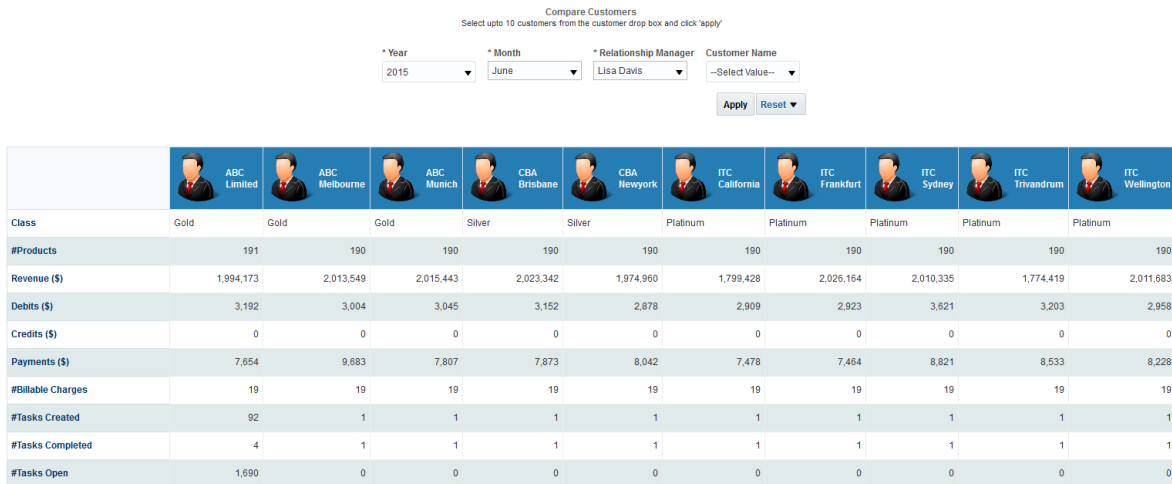 Compare Customers
Select upto 10 customers from the customer drop box and click 'apply'
* Year * Month * Relationship Manager Customer Name
2015 June Lisa Davis --Select Value--
Apply Reset
ABC Limited ABC Melbourne ABC Munich CBA Brisbane CBA Newyork ITC California ITC Frankfurt ITC Sydney ITC Trivandrum ITC Wellington
Class Gold Gold Gold Silver Silver Platinum Platinum Platinum Platinum Platinum
#Products 191 190 190 190 190 190 190 190 190 190
Revenue ($) 1,994,173 2,013,549 2,015,443 2,023,342 1,974,960 1,799,428 2,026,164 2,010,335 1,774,419 2,011,683
Debits ($) 3,192 3,004 3,045 3,152 2,878 2,909 2,923 3,621 3,203 2,958
Credits ($) 0 0 0 0 0 0 0 0 0 0
Payments ($) 7,654 9,683 7,807 7,873 8,042 7,478 7,464 8,821 8,533 8,228
#Billable Charges 19 19 19 19 19 19 19 19 19 19
#Tasks Created 92 1 1 1 1 1 1 1 1 1
#Tasks Completed 4 1 1 1 1 1 1 1 1 1
#Tasks Open 1,690 0 0 0 0 0 0 0 0 0